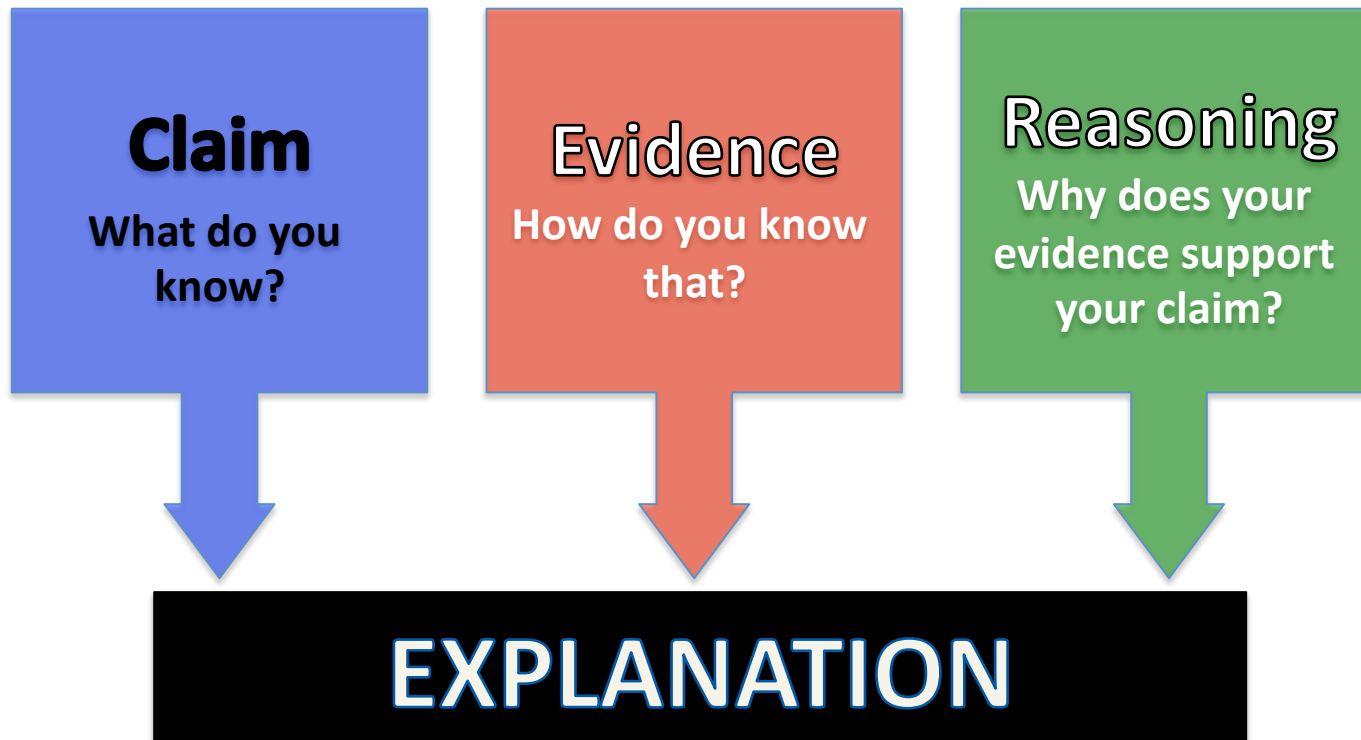 Claim
What do you
know?
Evidence
How do you know
that?
Reasoning
Why does your
evidence support
your claim?
EXPLANATION